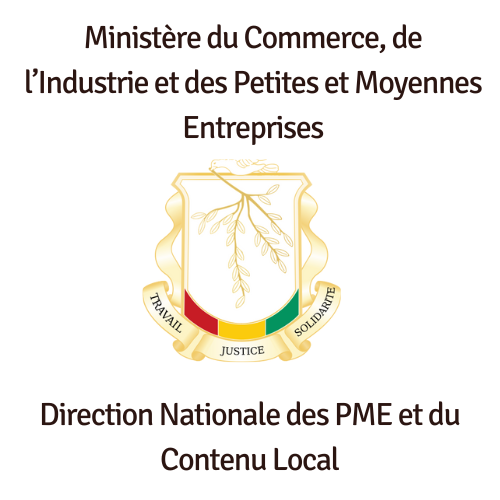 Ministère du Commerce, de
l’Industrie et des Petites et Moyennes
Entreprises
TRAVAIL
JUSTICE
SOLIDARITÉ
Direction Nationale des PME et du
Contenu Local